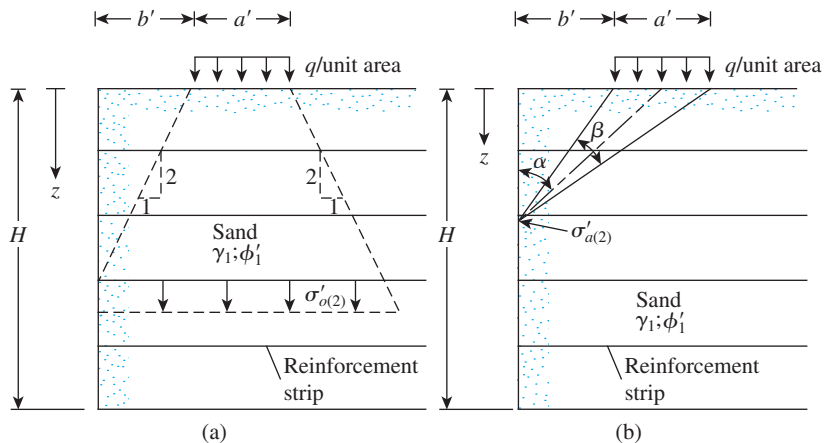 b′ a′
q/unit area
z
2 2
1 1
H
Sand
γ1;ϕ′1
σ′o(2)
Reinforcement
strip
(a)
b′ a′
q/unit area
z
β
α
H
σ′a(2)
Sand
γ1;ϕ′1
Reinforcement
strip
(b)